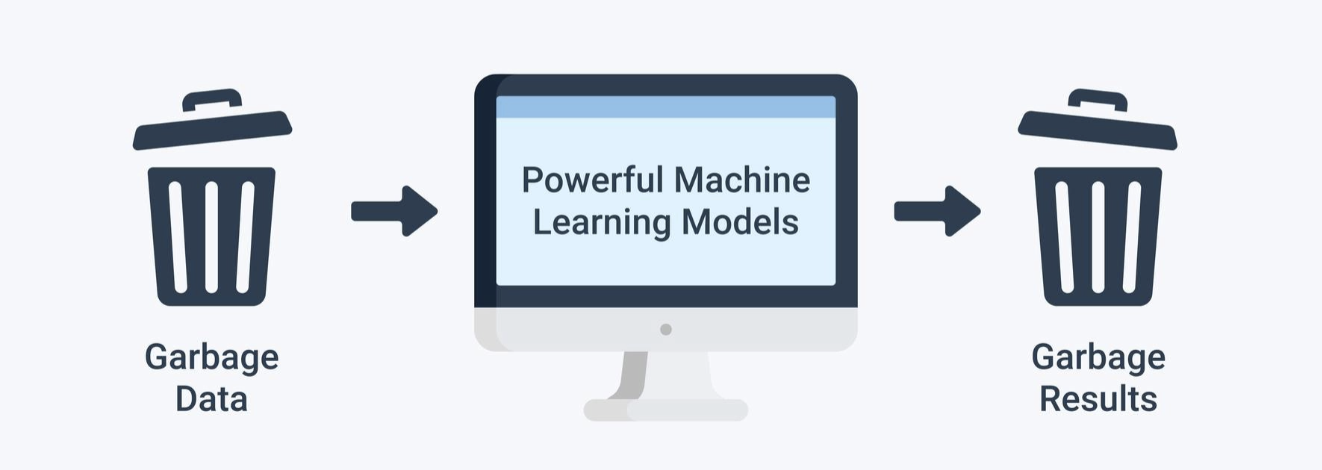 Garbage
Data
Powerful Machine
Learning Models
Garbage
Results